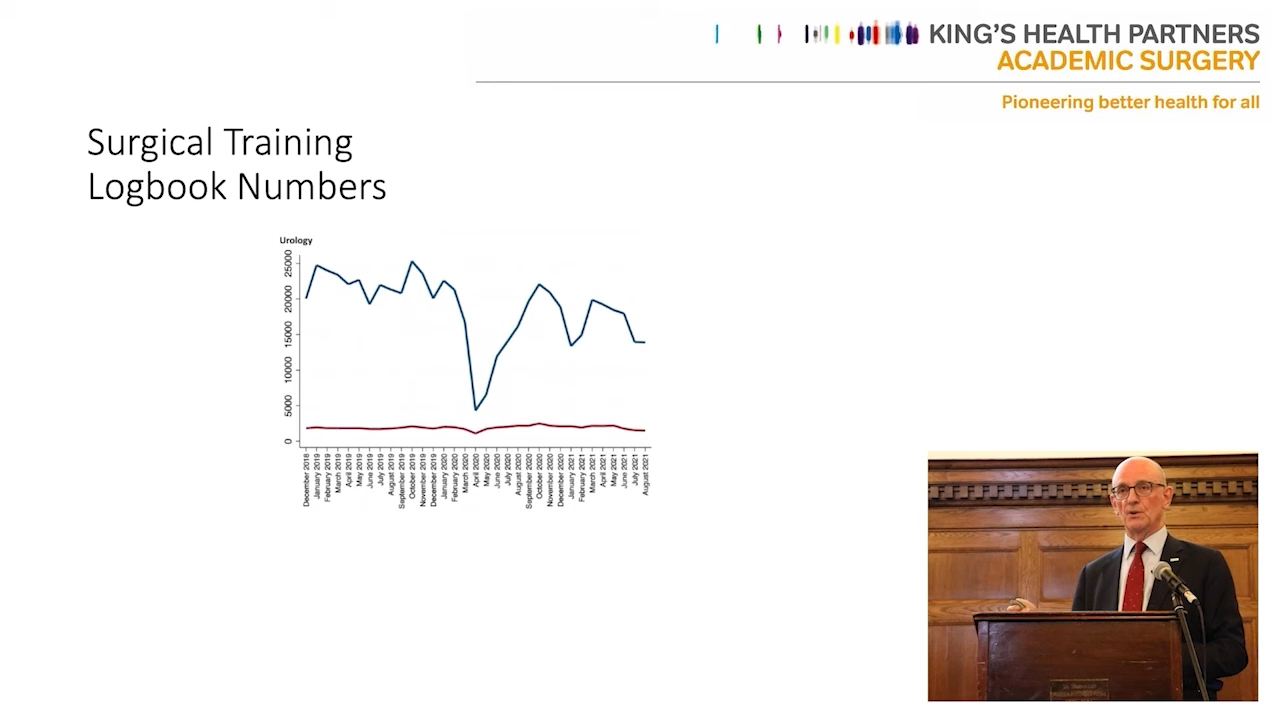 KING'S HEALTH PARTNERS
ACADEMIC SURGERY
Pioneering better health for all
Surgical Training
Logbook Numbers
Urology
25000
20000
15000
10000
5000
0
December 2018
January 2019
February 2019
March 2019
April 2019
May 2019
June 2019
July 2019
August 2019
September 2019
October 2019
November 2019
December 2019
January 2020
February 2020
March 2020
April 2020
May 2020
June 2020
July 2020
August 2020
September 2020
October 2020
November 2020
December 2020
January 2021
February 2021
March 2021
April 2021
May 2021
June 2021
July 2021
August 2021